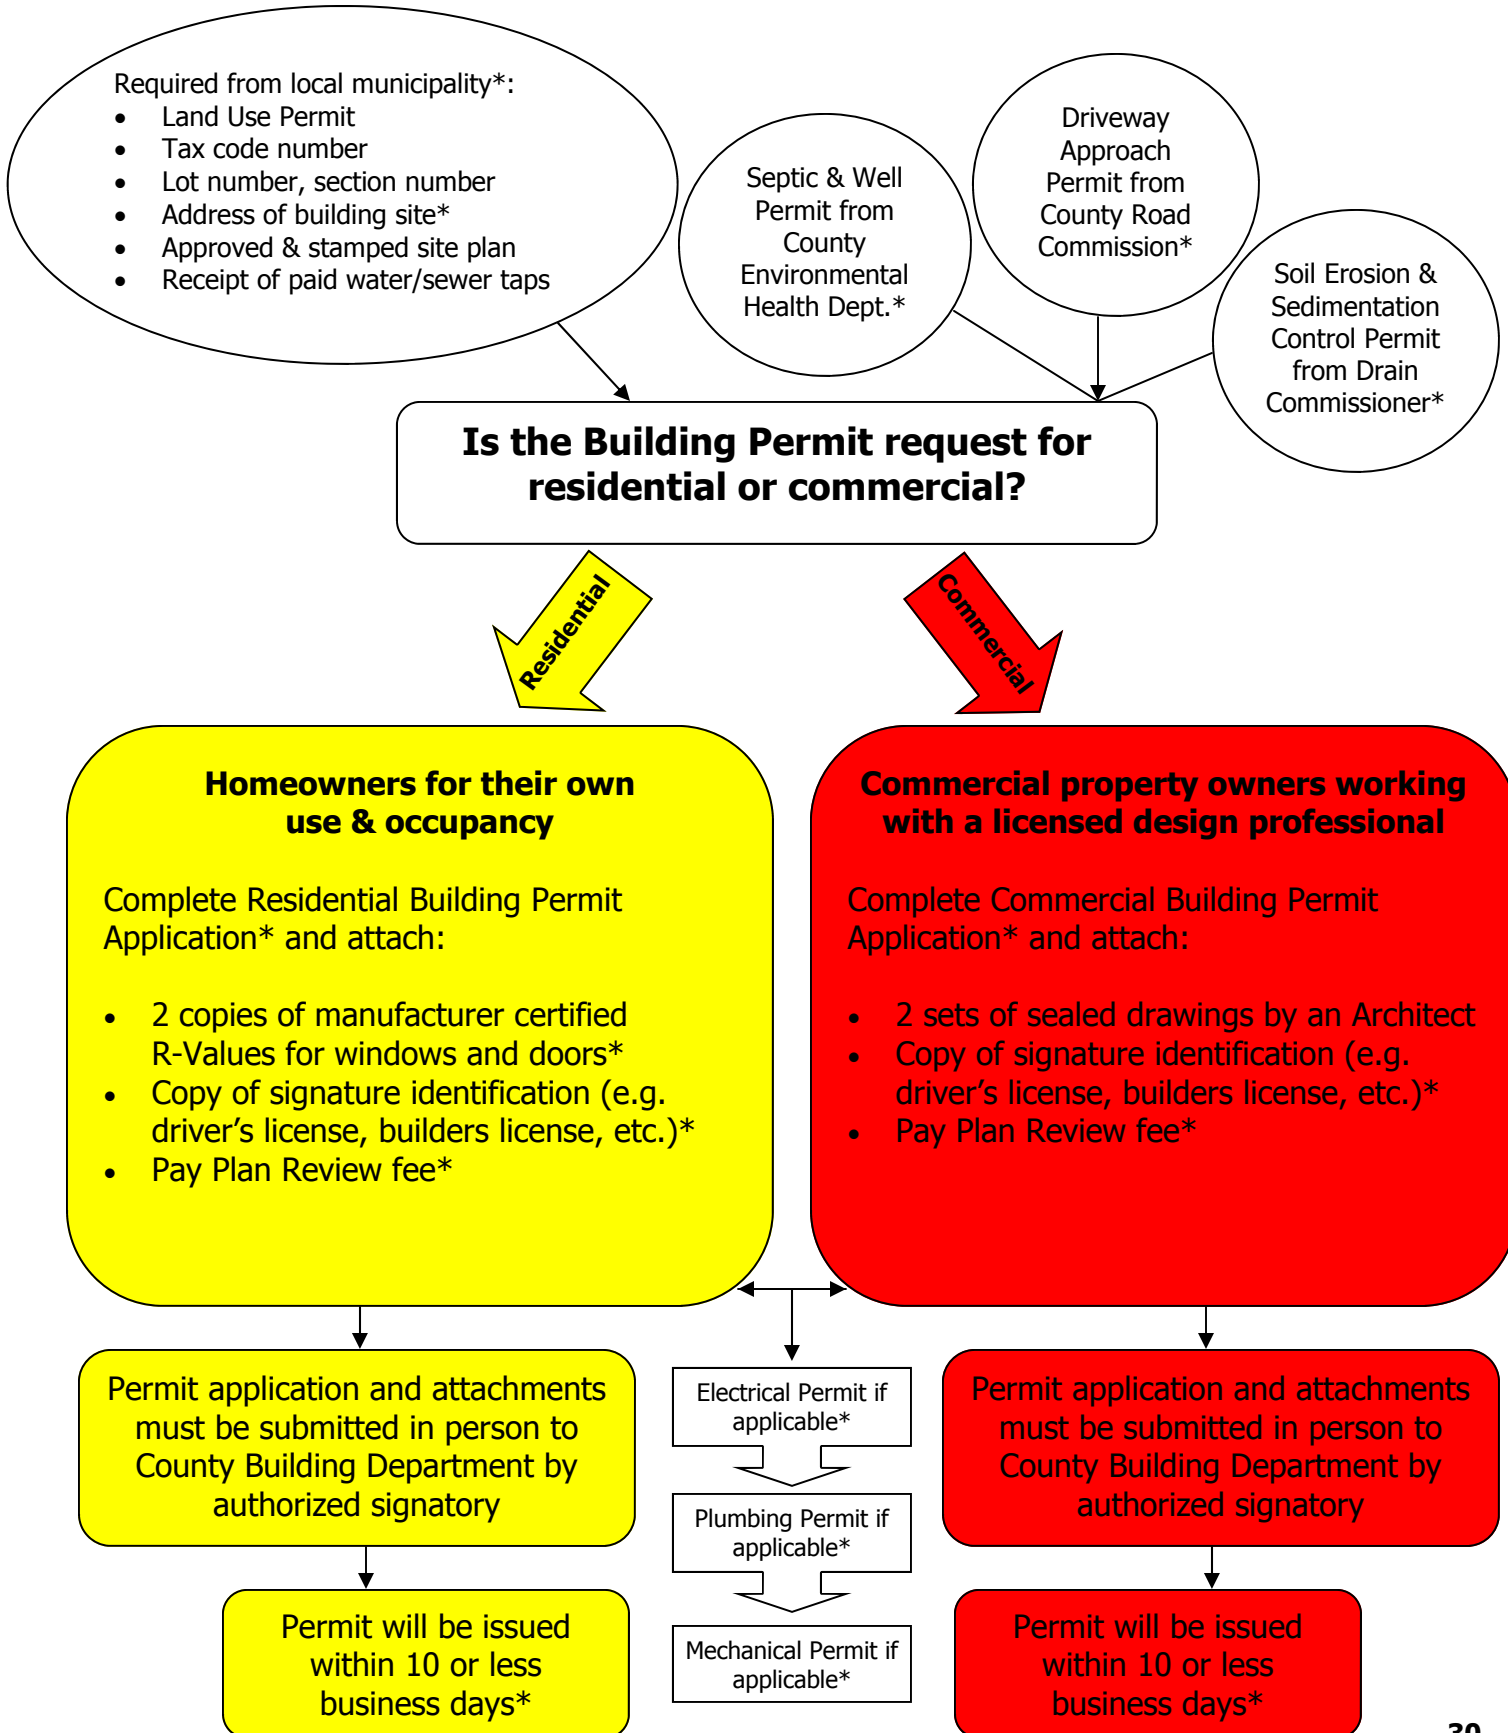 Required from local municipality*:
• Land Use Permit
• Tax code number
• Lot number, section number
• Address of building site*
• Approved & stamped site plan
• Receipt of paid water/sewer taps
Septic & Well
Permit from
County
Environmental
Health Dept.*
Driveway
Approach
Permit from
County Road
Commission*
Soil Erosion &
Sedimentation
Control Permit
from Drain
Commissioner*
Is the Building Permit request for
residential or commercial?
Residential
Commercial
Homeowners for their own
use & occupancy
Complete Residential Building Permit
Application* and attach:
• 2 copies of manufacturer certified
R-Values for windows and doors*
• Copy of signature identification (e.g.
driver's license, builders license, etc.)*
• Pay Plan Review fee*
Commercial property owners working
with a licensed design professional
Complete Commercial Building Permit
Application* and attach:
• 2 sets of sealed drawings by an Architect
• Copy of signature identification (e.g.
driver's license, builders license, etc.)*
• Pay Plan Review fee*
Permit application and attachments
must be submitted in person to
County Building Department by
authorized signatory
Electrical Permit if
applicable*
Plumbing Permit if
applicable*
Mechanical Permit if
applicable*
Permit application and attachments
must be submitted in person to
County Building Department by
authorized signatory
Permit will be issued
within 10 or less
business days*
Permit will be issued
within 10 or less
business days*
30